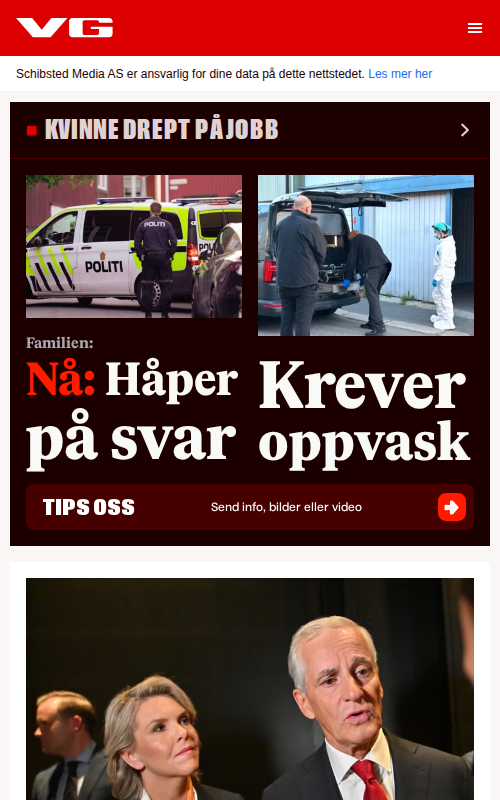 VG
Schibsted Media AS er ansvarlig for dine data på dette nettstedet. Les mer her
KVINNE DREPT PÅ JOBB
POLITI
POLITI
Familien:
Nå: Håper
på svar
Krever
oppvask
TIPS OSS
Send info, bilder eller video